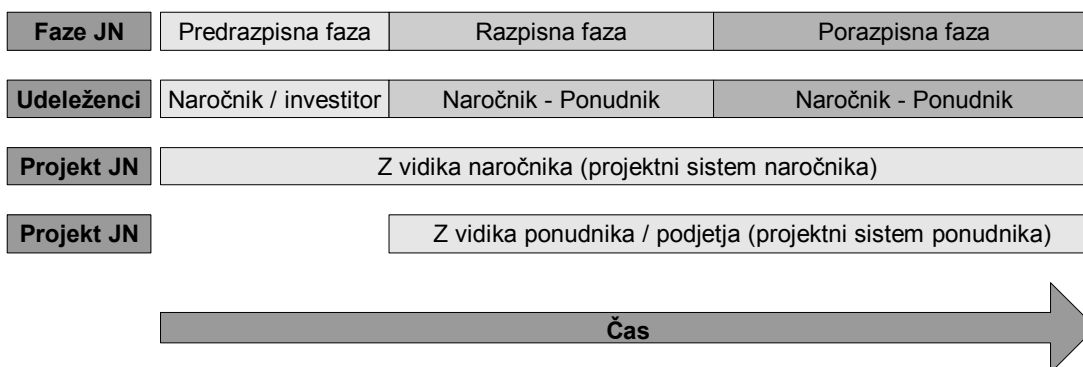 Faze JN Predrazpisna faza Razpisna faza Porazpisna faza
Udeleženci Naročnik / investitor Naročnik - Ponudnik Naročnik - Ponudnik
Projekt JN Z vidika naročnika (projektni sistem naročnika)
Projekt JN Z vidika ponudnika / podjetja (projektni sistem ponudnika)
Čas